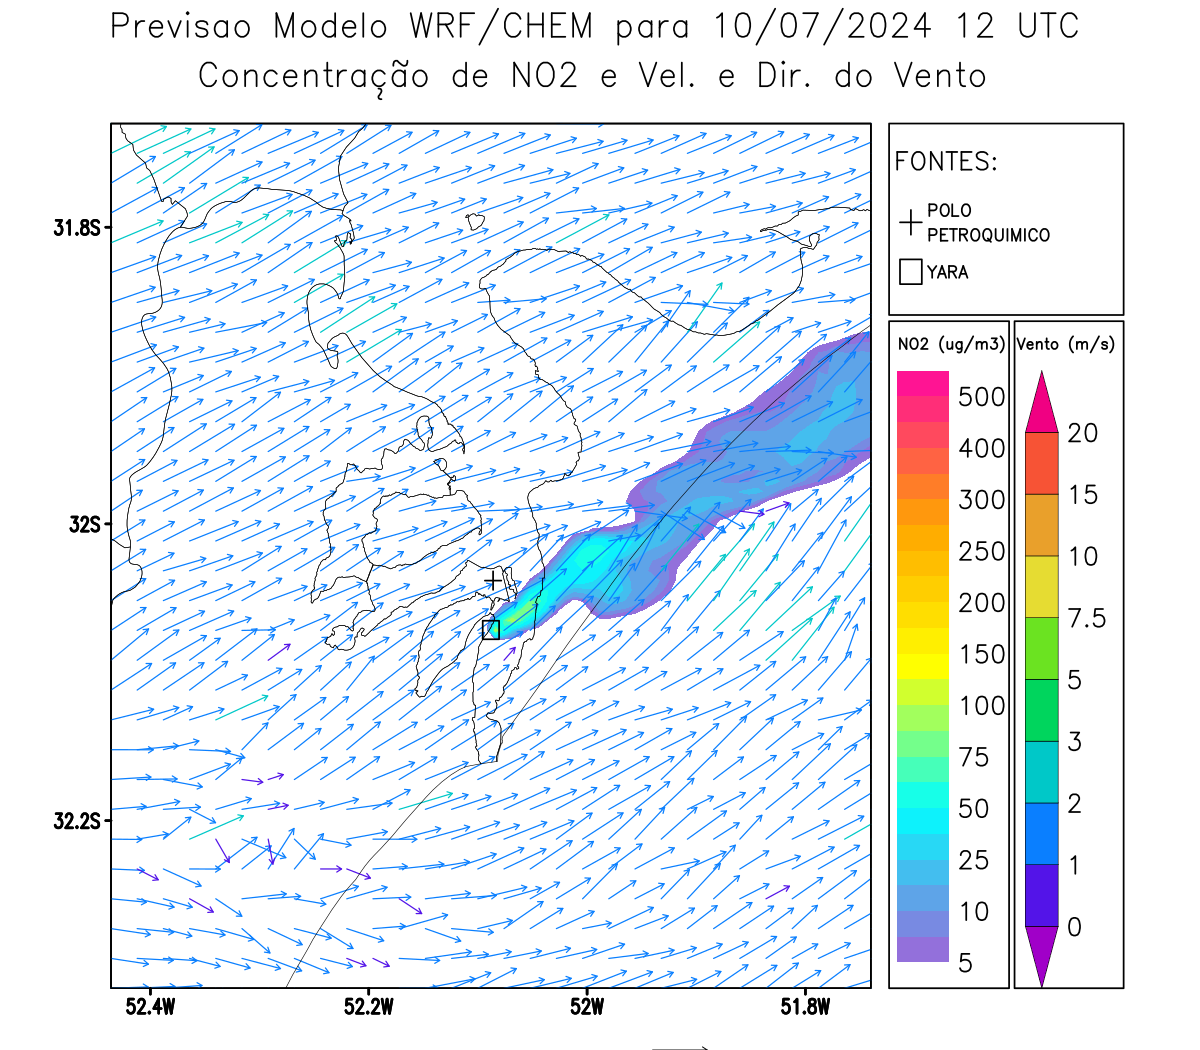 Previsao Modelo WRF/CHEM para 10/07/2024 12 UTC
Concentração de NO2 e Vel. e Dir. do Vento
FONTES:
POLO
PETROQUIMICO
YARA
NO2 (ug/m3)
500
400
300
250
200
150
100
75
50
25
10
5
Vento (m/s)
20
15
10
7.5
5
3
2
1
0
31.8S
32S
32.2S
52.4W
52.2W
52W
51.8W